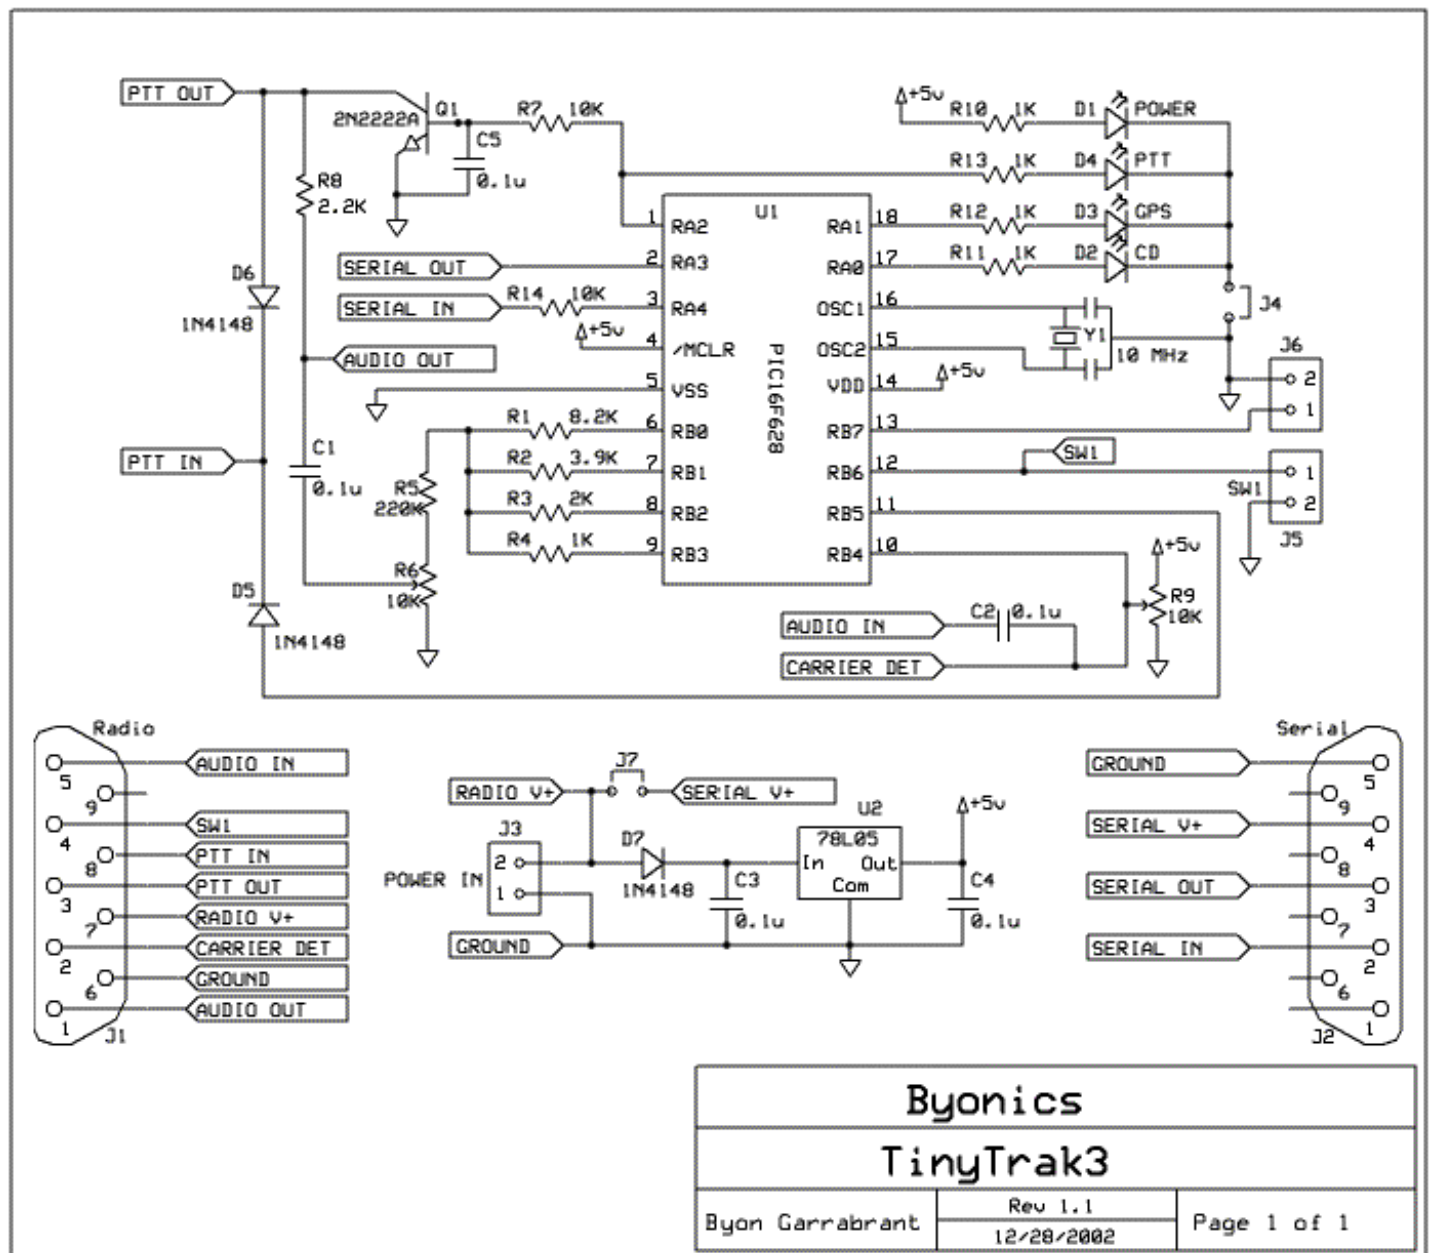 PTT OUT
2N2222A
Q1
R7 10K
C5
0.1u
R8
2.2K
+5v
R10 1K D1 POWER
R13 1K D4 PTT
U1
1 RA2
RA1 18 R12 1K D3 GPS
SERIAL OUT
2 RA3
RA0 17 R11 1K D2 CD
D6
1N4148
SERIAL IN
R14 10K
3 RA4
OSC1 16
J4
+5v
4 /MCLR
OSC2 15
Y1
10 MHz
AUDIO OUT
PIC16F628
5 VSS
VDD 14
+5v
J6
2
1
R1 8.2K
6 RB0
RB7 13
PTT IN
C1
0.1u
R2 3.9K
7 RB1
RB6 12
SW1
SW1
1
2
J5
R5
220K
R3 2K
8 RB2
RB5 11
R4 1K
9 RB3
RB4 10
+5v
R6
10K
D5
1N4148
R9
10K
AUDIO IN
C2 0.1u
CARRIER DET
Radio
5 AUDIO IN
9
4 SW1
8 PTT IN
3 PTT OUT
7 RADIO V+
2 CARRIER DET
6 GROUND
1 AUDIO OUT
J1
J7
RADIO V+
SERIAL V+
J3
POWER IN
2
1
D7
1N4148
C3
0.1u
U2
78L05
In Out
Com
+5v
C4
0.1u
GROUND
Serial
GROUND 5
9
SERIAL V+ 4
8
SERIAL OUT 3
7
SERIAL IN 2
6
1
J2
Byonics
TinyTrak3
Byon Garrabrant
Rev 1.1
12/28/2002
Page 1 of 1